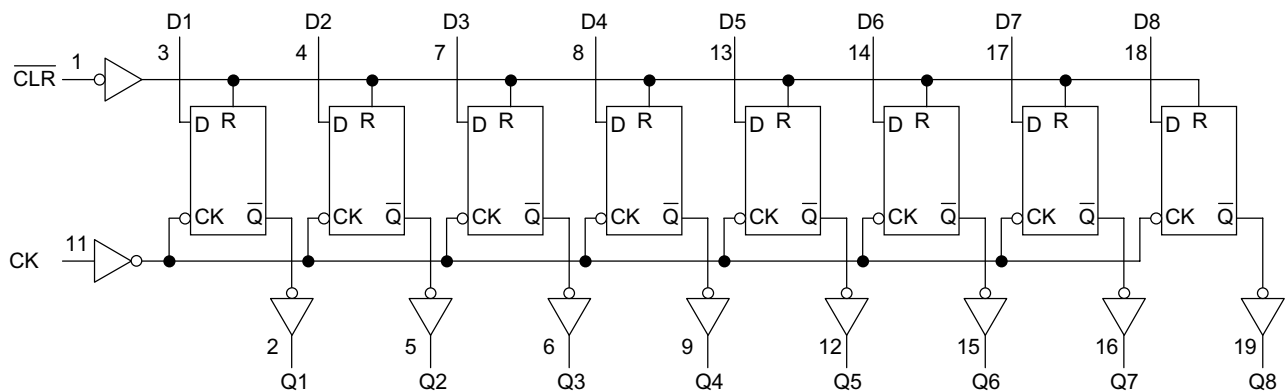 D1 D2 D3 D4 D5 D6 D7 D8
3 4 7 8 13 14 17 18
C̅L̅R̅ 1
D R D R D R D R D R D R D R D R
CK Q̅ CK Q̅ CK Q̅ CK Q̅ CK Q̅ CK Q̅ CK Q̅ CK Q̅
CK 11
2 5 6 9 12 15 16 19
Q1 Q2 Q3 Q4 Q5 Q6 Q7 Q8